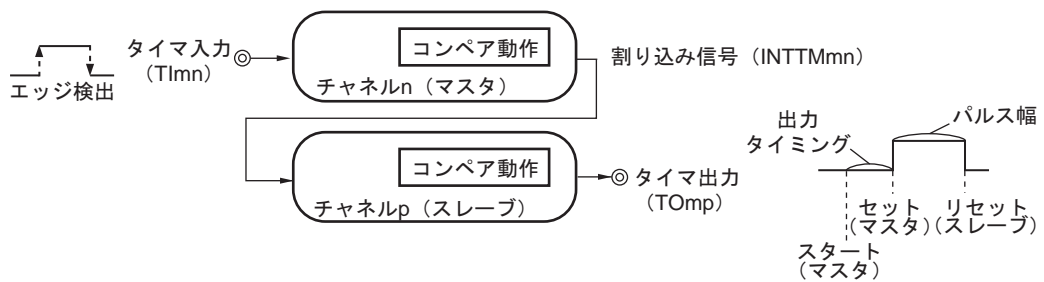 エッジ検出
タイマ入力
(TImn)
コンペア動作
チャネルn（マスタ）
割り込み信号（INTTMmn）
コンペア動作
チャネルp（スレーブ）
タイマ出力
(TOmp)
出力
タイミング
パルス幅
セット
(マスタ)
リセット
(スレーブ)
スタート
(マスタ)